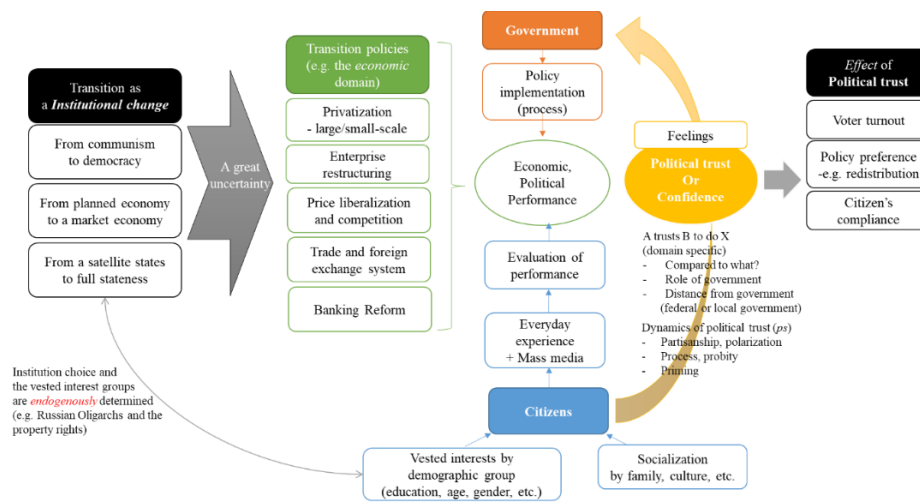 Transition as
a Institutional change
From communism
to democracy
From planned economy
to a market economy
From a satellite states
to full stateness
A great
uncertainty
Transition policies
(e.g. the economic
domain)
Privatization
- large/small-scale
Enterprise
restructuring
Price liberalization
and competition
Trade and foreign
exchange system
Banking Reform
Government
Policy
implementation
(process)
Economic,
Political
Performance
Evaluation of
performance
Everyday
experience
+ Mass media
Citizens
Vested interests by
demographic group
(education, age, gender, etc.)
Socialization
by family, culture, etc.
Institution choice and
the vested interest groups
are endogenously determined
(e.g. Russian Oligarchs and the
property rights)
Feelings
Political trust
Or
Confidence
A trusts B to do X
(domain specific)
- Compared to what?
- Role of government
- Distance from government
(federal or local government)
Dynamics of political trust (ps)
- Partisanship, polarization
- Process, probity
- Priming
Effect of
Political trust
Voter turnout
Policy preference
-e.g. redistribution
Citizen's
compliance